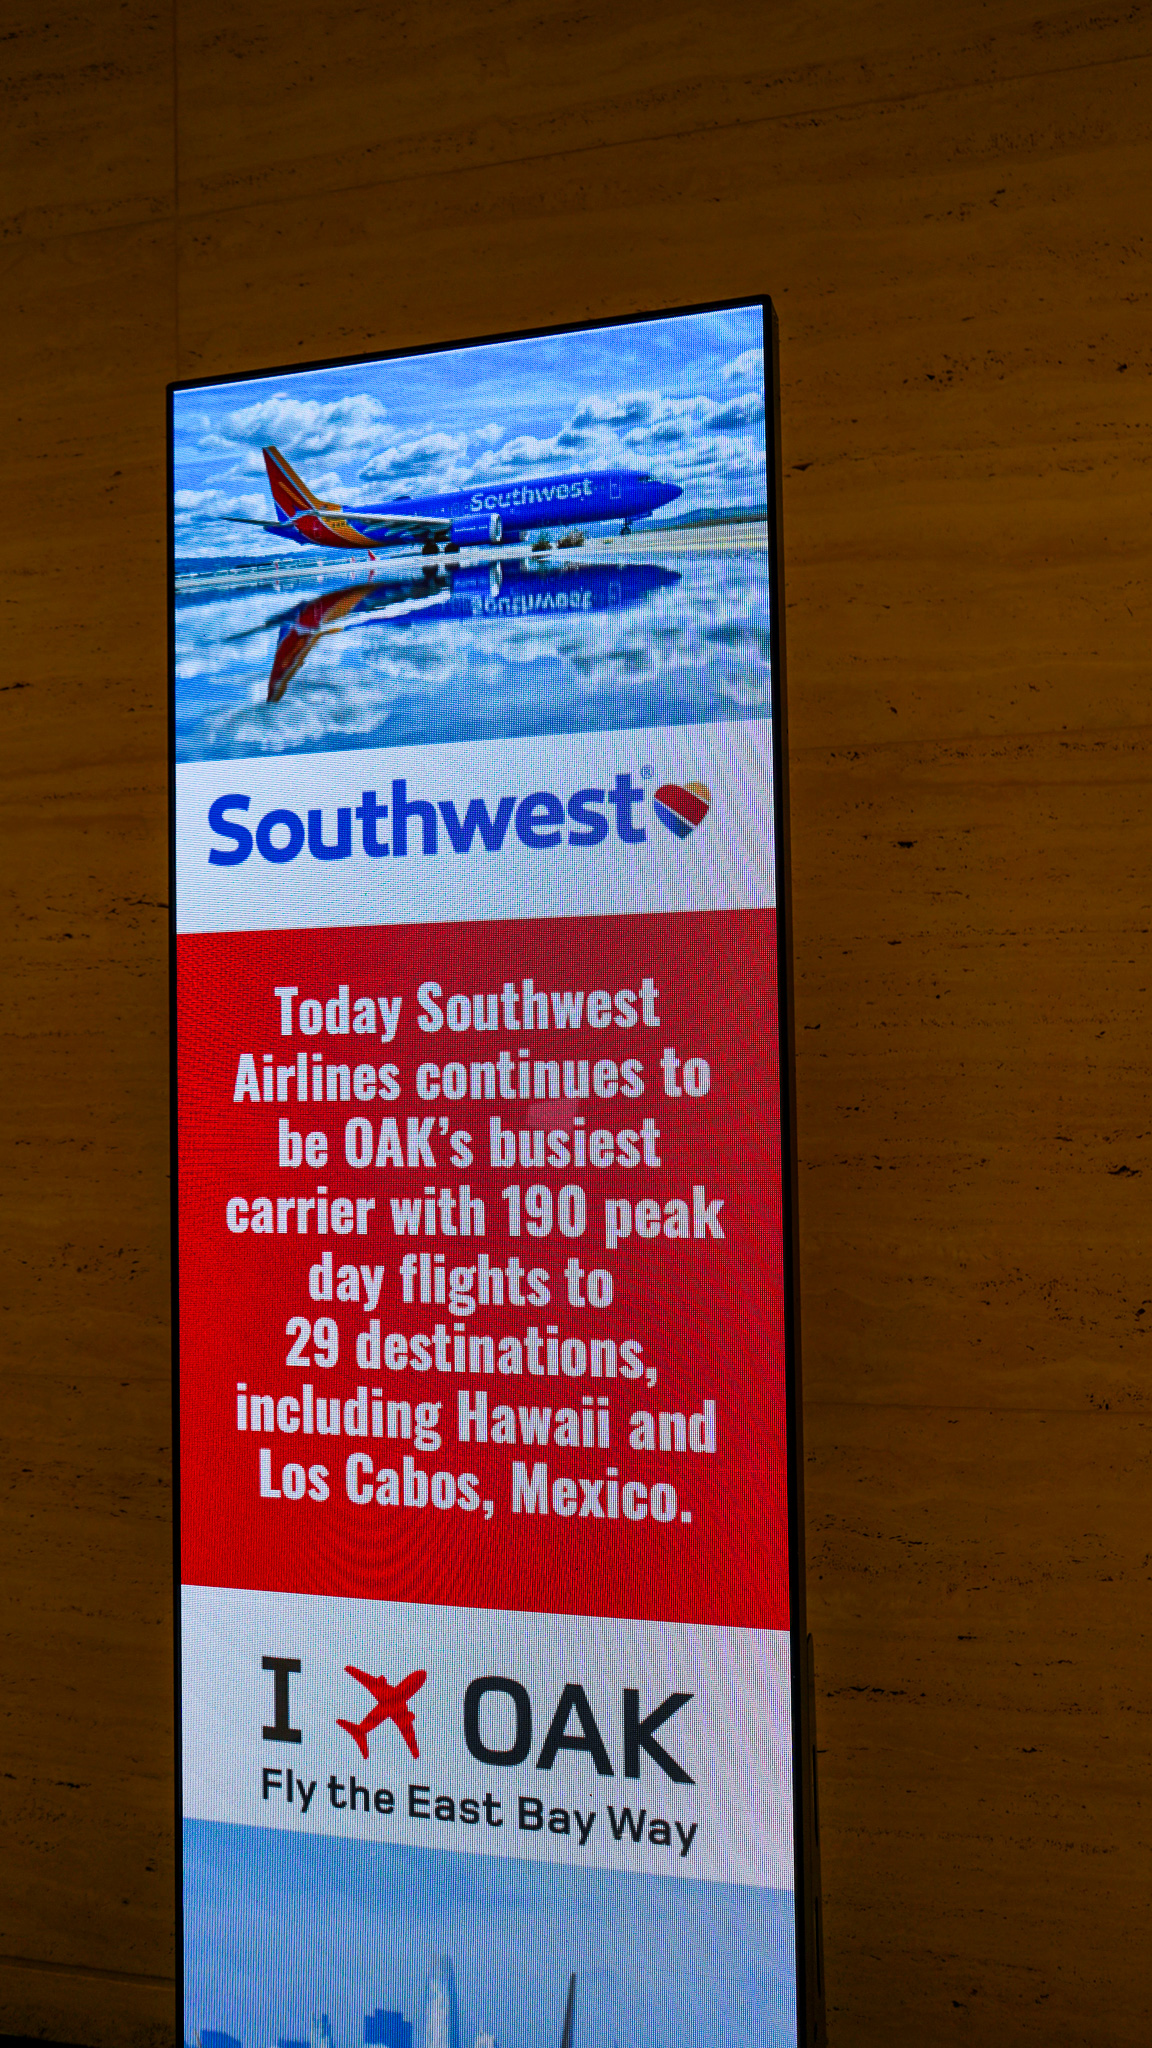 Southwest
Southwest®
Today Southwest
Airlines continues to
be OAK's busiest
carrier with 190 peak
day flights to
29 destinations,
including Hawaii and
Los Cabos, Mexico.
I OAK
Fly the East Bay Way